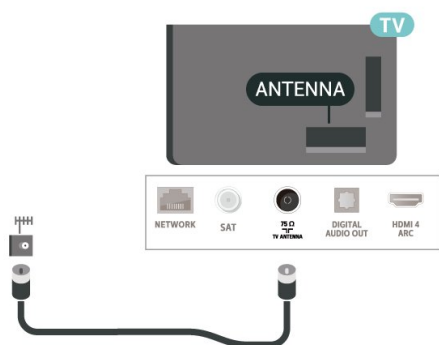 TV
ANTENNA
NETWORK
SAT
75 Ω
TV ANTENNA
DIGITAL
AUDIO OUT
HDMI 4
ARC